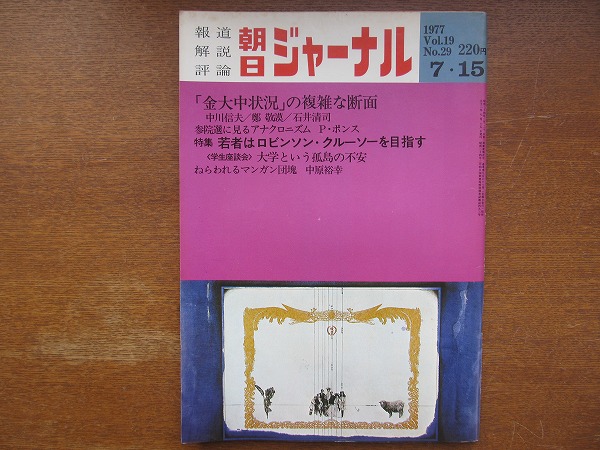 報道
解説
評論
朝日ジャーナル
1977
Vol.19
No.29
220円
7・15
「金大中状況」の複雑な断面
中川信夫／鄭 敬謨／石井清司
参院選に見るアナクロニズム P・ポンス
特集 若者はロビンソン・クルーソーを目指す
〈学生座談会〉大学という孤島の不安
ねらわれるマンガン団塊 中原裕幸